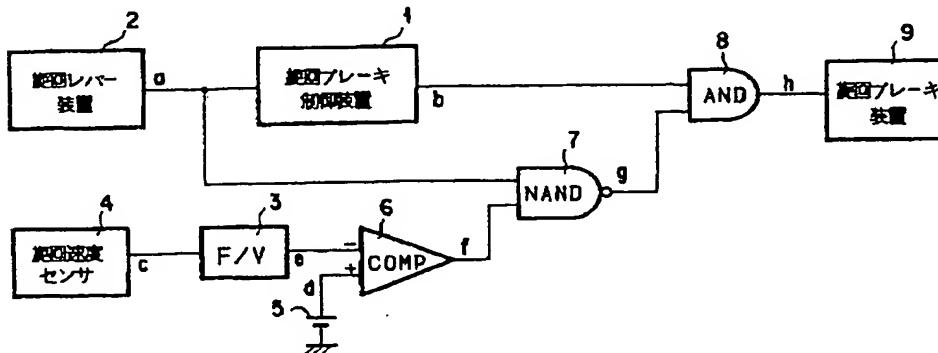 2
旋回レバー
装置
a
1
旋回ブレーキ
制御装置
b
8
AND
h
9
旋回ブレーキ
装置
7
NAND
g
4
旋回速度
センサ
c
3
F/V
e
6
COMP
-
+
f
d
5